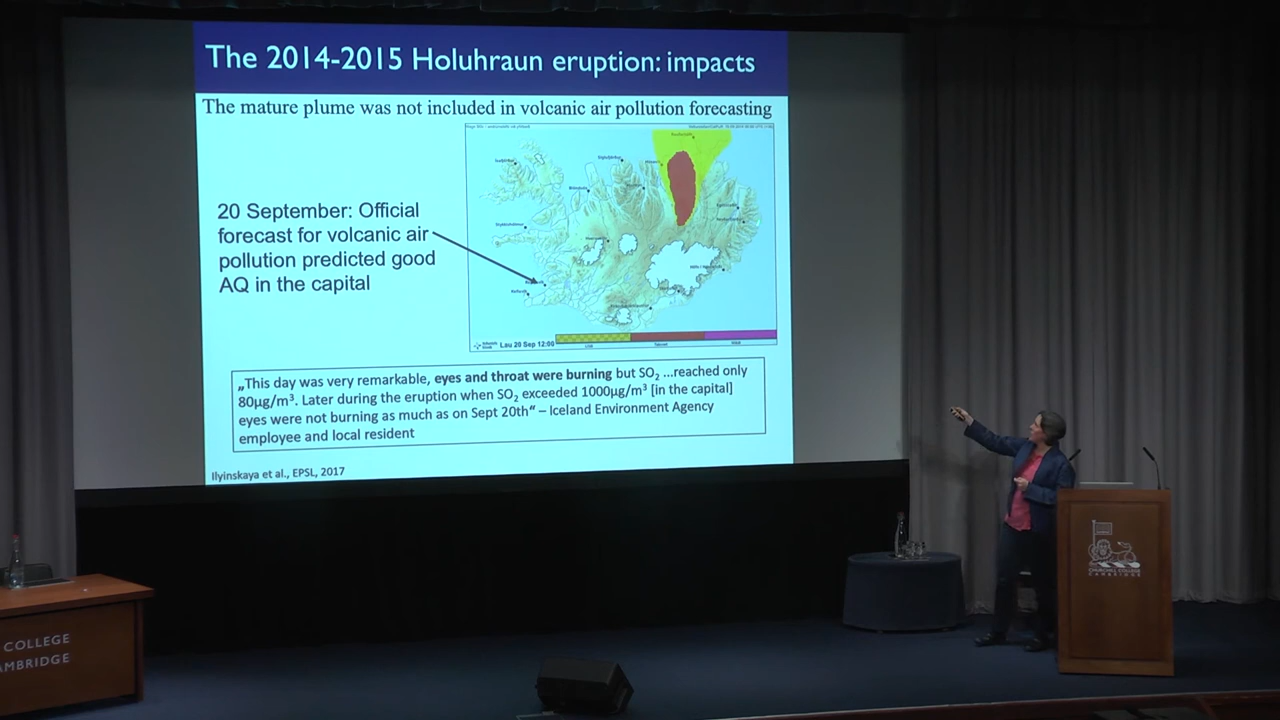 The 2014-2015 Holuhraun eruption: impacts
The mature plume was not included in volcanic air pollution forecasting
20 September: Official
forecast for volcanic air
pollution predicted good
AQ in the capital
Lau 20 Sep 12:00
„This day was very remarkable, eyes and throat were burning but SO₂ ...reached only
80µg/m³. Later during the eruption when SO₂ exceeded 1000µg/m³ [in the capital]
eyes were not burning as much as on Sept 20th“ – Iceland Environment Agency
employee and local resident
Ilyinskaya et al., EPSL, 2017
CHURCHILL COLLEGE
CAMBRIDGE
COLLEGE
AMBRIDGE